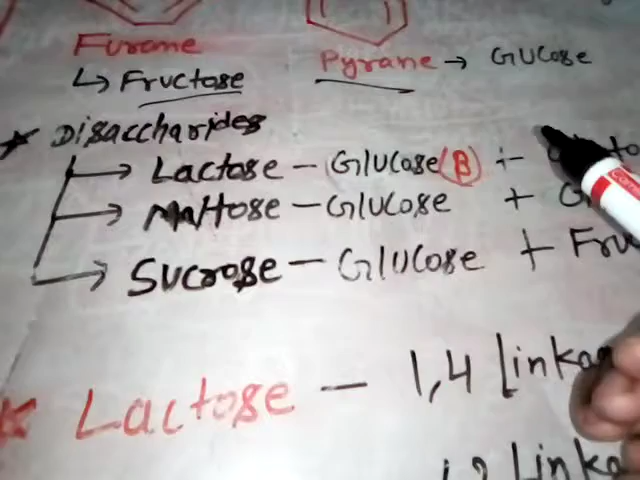 Furane
Pyrane → GLUCose
↳ Fructose
★ Disaccharides
→ Lactose – GLUCose(β) +
→ Maltose – GLUCose + G
→ Sucrose – GLUCose + Fru
Lactose – 1,4 Linka
Linka